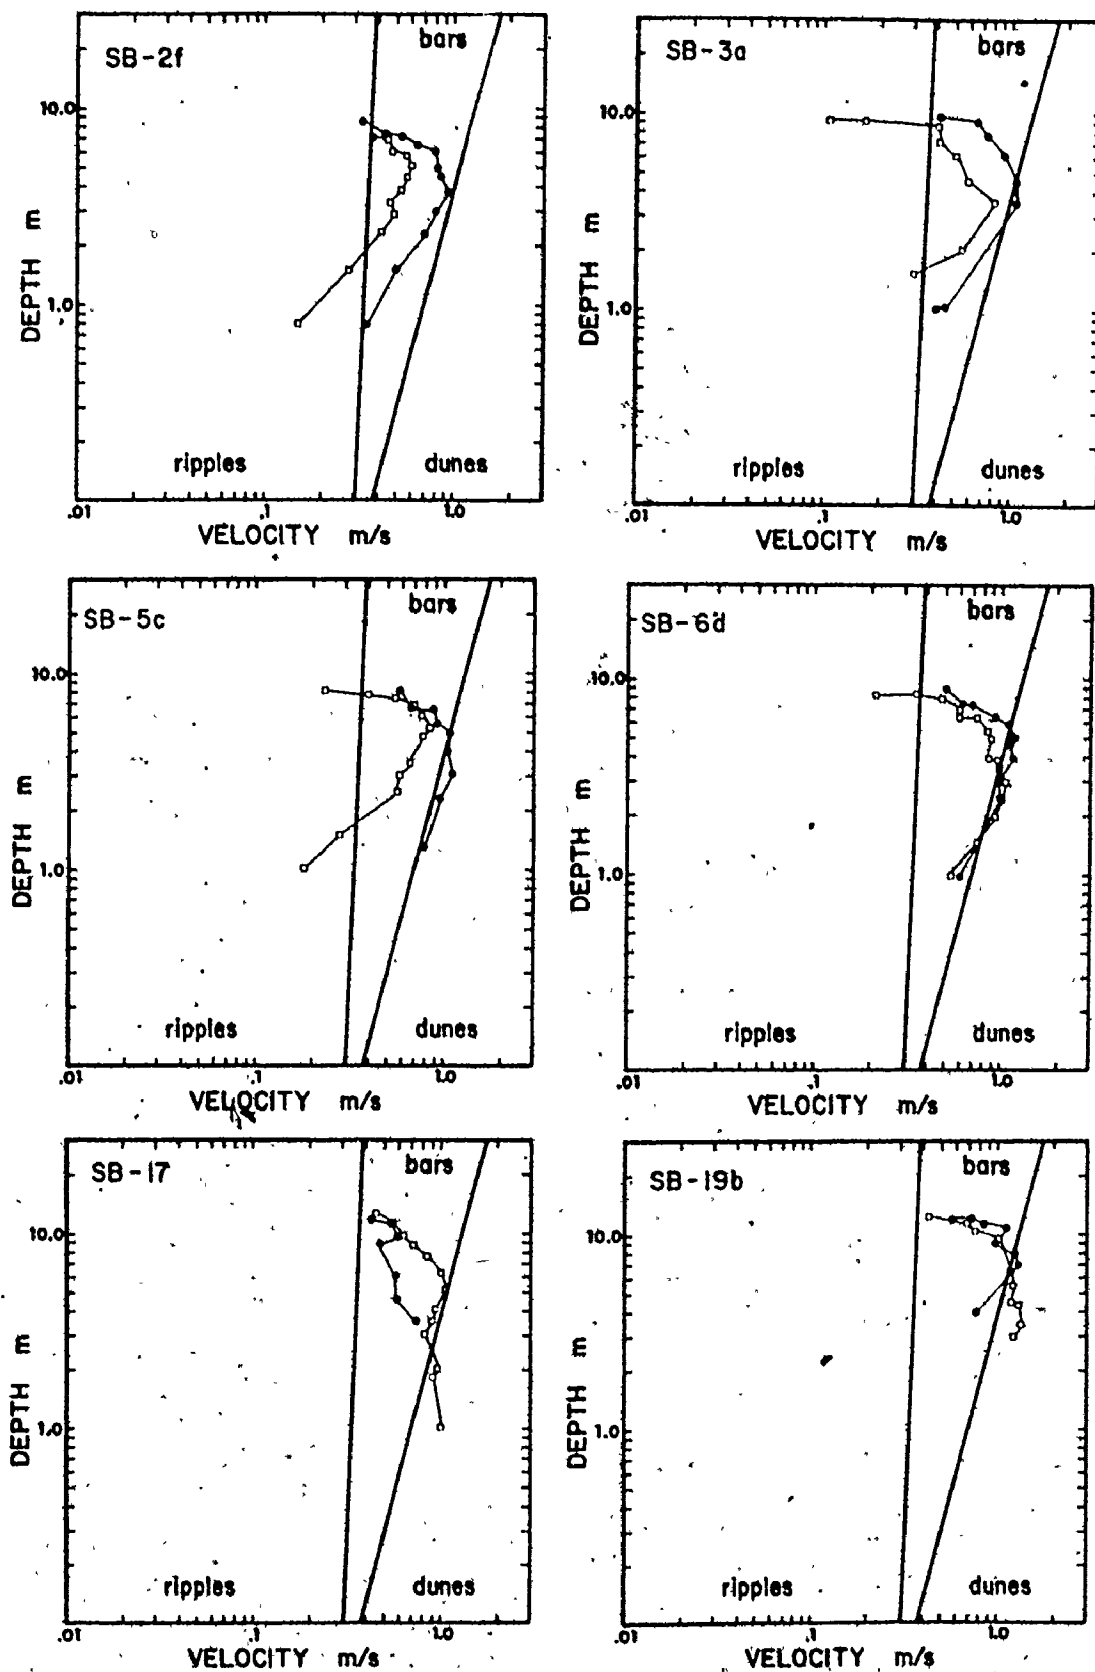 SB-2f
bars
10.0
1.0
DEPTH m
ripples
dunes
.01
.1
1.0
VELOCITY m/s
SB-3a
bars
10.0
1.0
DEPTH m
ripples
dunes
.01
.1
1.0
VELOCITY m/s
SB-5c
bars
10.0
1.0
DEPTH m
ripples
dunes
.01
.1
1.0
VELOCITY m/s
SB-6d
bars
10.0
1.0
DEPTH m
ripples
dunes
.01
.1
1.0
VELOCITY m/s
SB-17
bars
10.0
1.0
DEPTH m
ripples
dunes
.01
.1
1.0
VELOCITY m/s
SB-19b
bars
10.0
1.0
DEPTH m
ripples
dunes
.01
.1
1.0
VELOCITY m/s